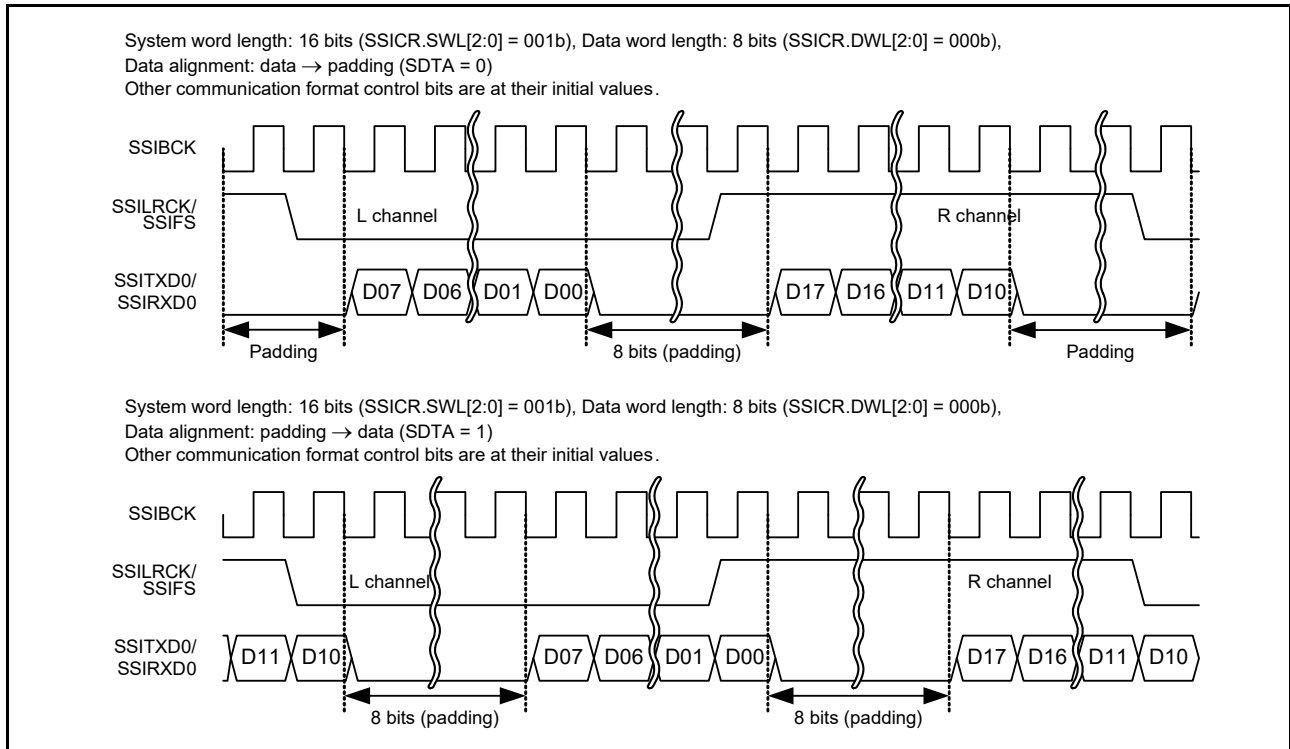 System word length: 16 bits (SSICR.SWL[2:0] = 001b), Data word length: 8 bits (SSICR.DWL[2:0] = 000b),
Data alignment: data → padding (SDTA = 0)
Other communication format control bits are at their initial values.
SSIBCK
SSILRCK/
SSIFS
L channel
R channel
SSITXD0/
SSIRXD0
D07 D06 D01 D00 D17 D16 D11 D10
Padding 8 bits (padding) Padding
System word length: 16 bits (SSICR.SWL[2:0] = 001b), Data word length: 8 bits (SSICR.DWL[2:0] = 000b),
Data alignment: padding → data (SDTA = 1)
Other communication format control bits are at their initial values.
SSIBCK
SSILRCK/
SSIFS
L channel
R channel
SSITXD0/
SSIRXD0
D11 D10 D07 D06 D01 D00 D17 D16 D11 D10
8 bits (padding) 8 bits (padding)